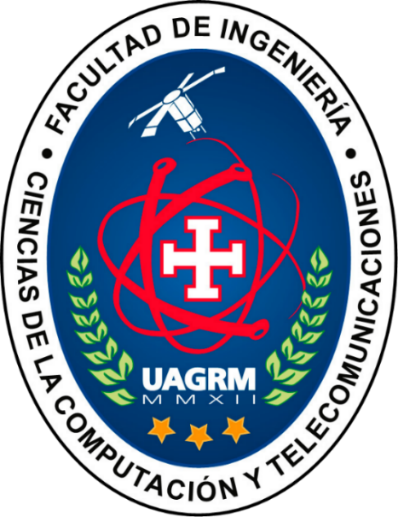 FACULTAD DE INGENIERÍA
CIENCIAS DE LA COMPUTACIÓN Y TELECOMUNICACIONES
UAGRM
MMXII